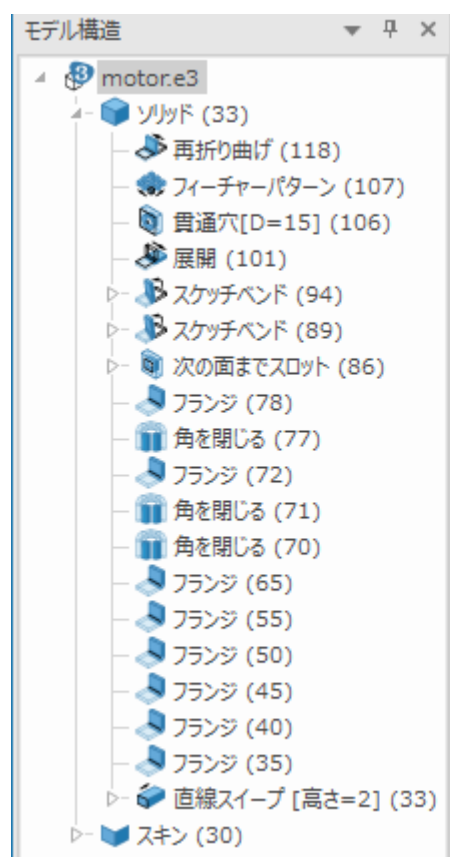 モデル構造
motor.e3
ソリッド (33)
再折り曲げ (118)
フィーチャーパターン (107)
貫通穴[D=15] (106)
展開 (101)
スケッチベンド (94)
スケッチベンド (89)
次の面までスロット (86)
フランジ (78)
角を閉じる (77)
フランジ (72)
角を閉じる (71)
角を閉じる (70)
フランジ (65)
フランジ (55)
フランジ (50)
フランジ (45)
フランジ (40)
フランジ (35)
直線スイープ [高さ=2] (33)
スキン (30)